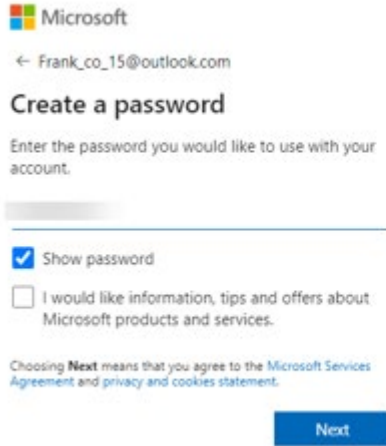 Microsoft
← Frank_co_15@outlook.com
Create a password
Enter the password you would like to use with your
account.
Show password
I would like information, tips and offers about
Microsoft products and services.
Choosing Next means that you agree to the Microsoft Services
Agreement and privacy and cookies statement.
Next